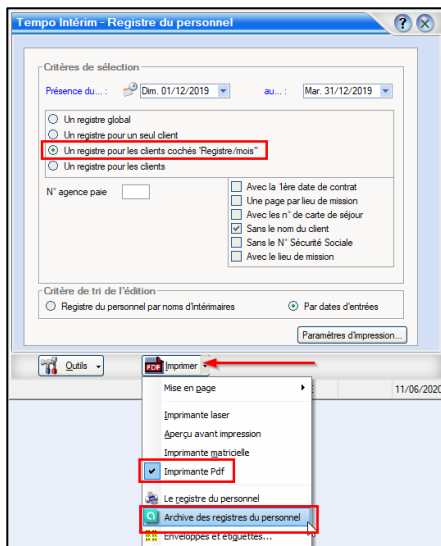 Tempo Intérim - Registre du personnel
Critères de sélection
Présence du... : Dim. 01/12/2019 au... : Mar. 31/12/2019
Un registre global
Un registre pour un seul client
Un registre pour les clients cochés "Registre/mois"
Un registre pour les clients
N° agence paie
Avec la 1ère date de contrat
Une page par lieu de mission
Avec les n° de carte de séjour
Sans le nom du client
Sans le N° Sécurité Sociale
Avec le lieu de mission
Critère de tri de l'édition
Registre du personnel par noms d'intérimaires
Par dates d'entrées
Paramètres d'impression...
Outils
PDF Imprimer
11/06/2020
Mise en page
Imprimante laser
Aperçu avant impression
Imprimante matricielle
Imprimante Pdf
Le registre du personnel
Archive des registres du personnel
Enveloppes et étiquettes...